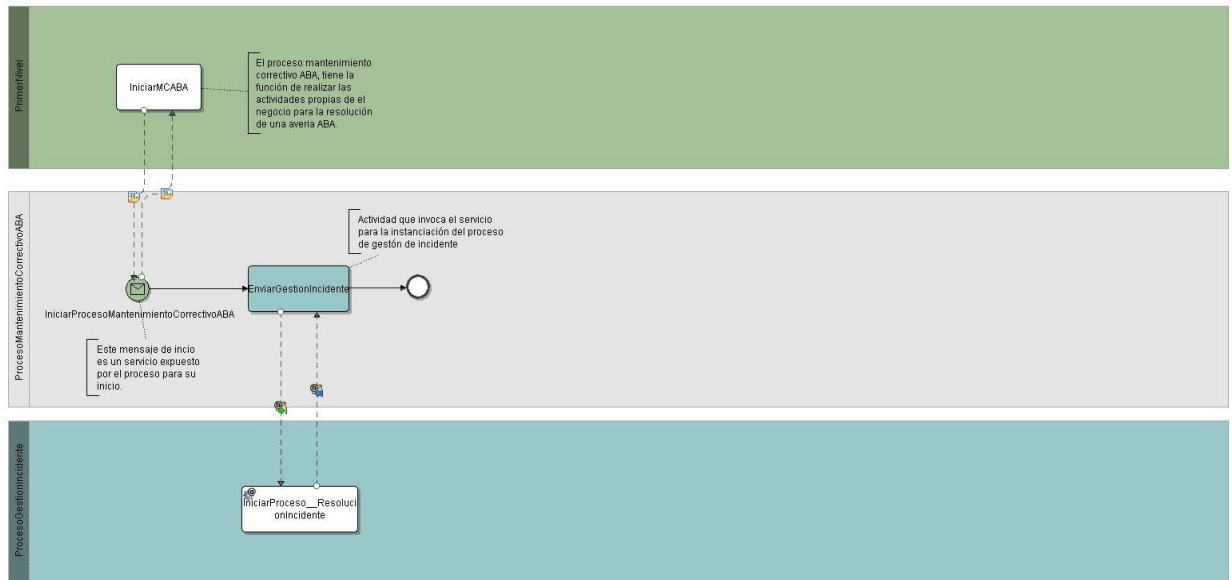 PrimerNivel
IniciarMCABA
El proceso mantenimiento
correctivo ABA, tiene la
función de realizar las
actividades propias de el
negocio para la resolución
de una avería ABA.
ProcesoMantenimientoCorrectivoABA
Actividad que invoca el servicio
para la instanciación del proceso
de gestón de incidente
EnviarGestionIncidente
IniciarProcesoMantenimientoCorrectivoABA
Este mensaje de incio
es un servicio expuesto
por el proceso para su
inicio.
ProcesoGestionIncidente
IniciarProceso__Resoluci
onIncidente